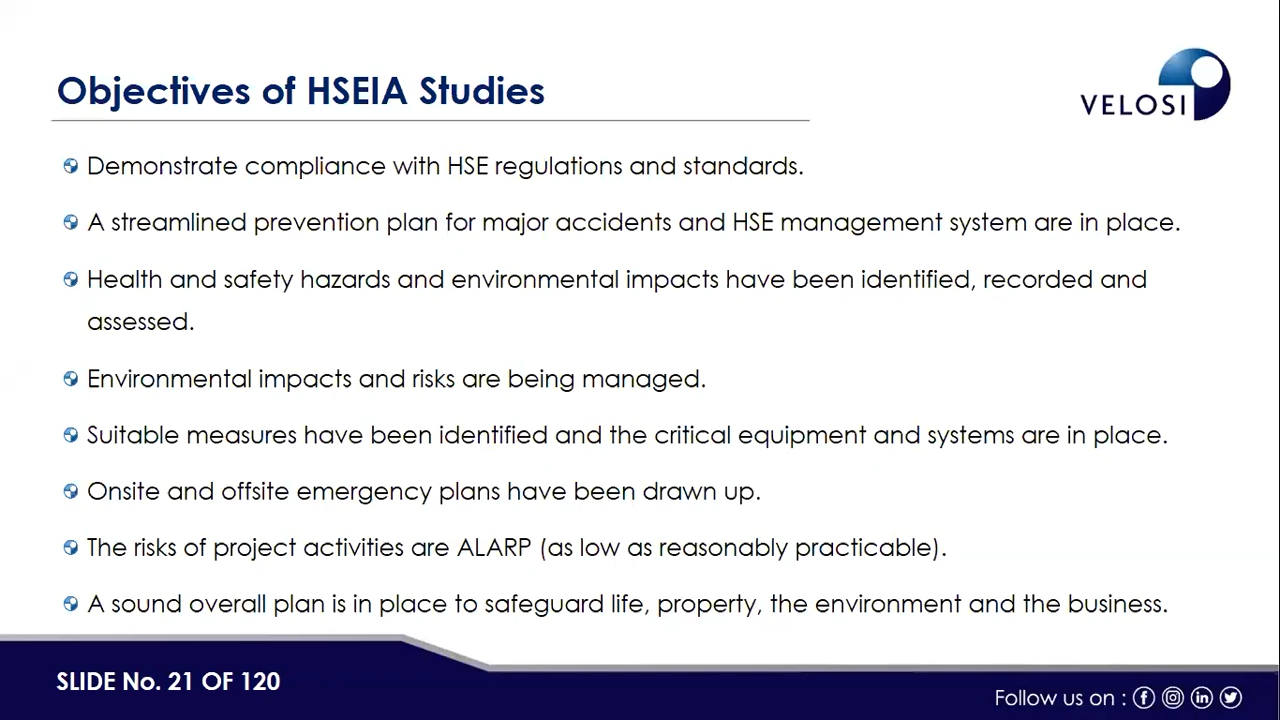 Objectives of HSEIA Studies
VELOSI
Demonstrate compliance with HSE regulations and standards.
A streamlined prevention plan for major accidents and HSE management system are in place.
Health and safety hazards and environmental impacts have been identified, recorded and
assessed.
Environmental impacts and risks are being managed.
Suitable measures have been identified and the critical equipment and systems are in place.
Onsite and offsite emergency plans have been drawn up.
The risks of project activities are ALARP (as low as reasonably practicable).
A sound overall plan is in place to safeguard life, property, the environment and the business.
SLIDE No. 21 OF 120
Follow us on :